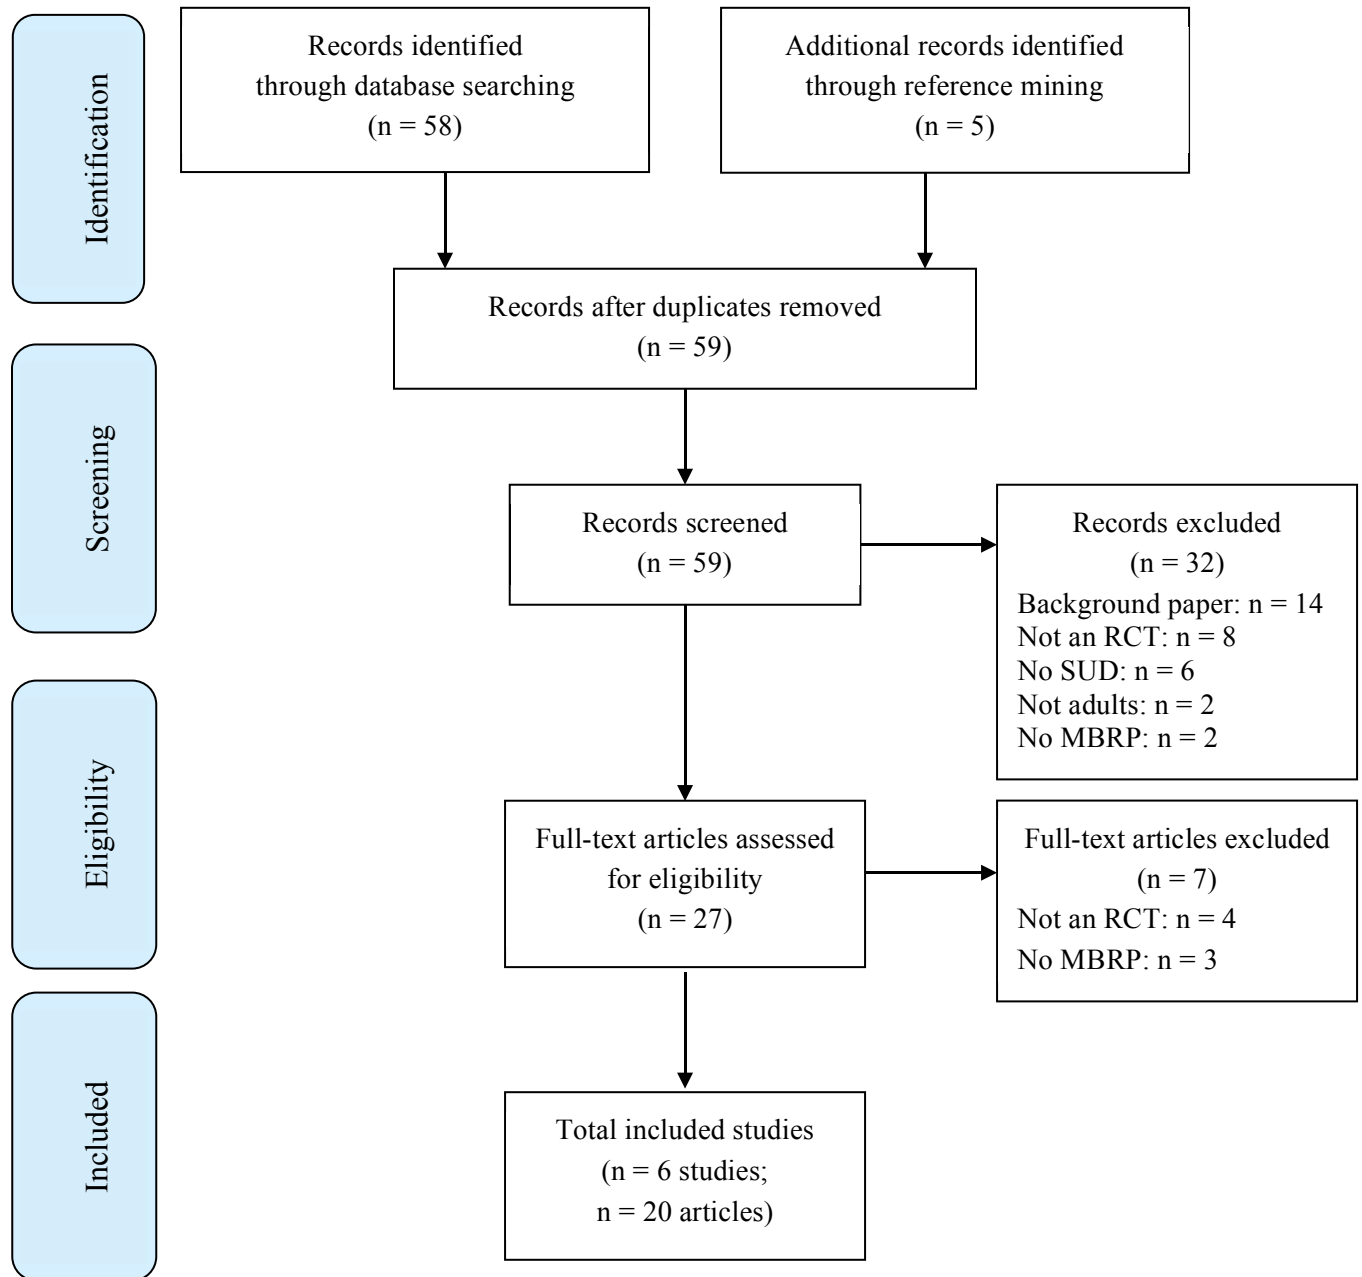 Identification
Records identified
through database searching
(n = 58)
Additional records identified
through reference mining
(n = 5)
Records after duplicates removed
(n = 59)
Screening
Records screened
(n = 59)
Records excluded
(n = 32)
Background paper: n = 14
Not an RCT: n = 8
No SUD: n = 6
Not adults: n = 2
No MBRP: n = 2
Eligibility
Full-text articles assessed
for eligibility
(n = 27)
Full-text articles excluded
(n = 7)
Not an RCT: n = 4
No MBRP: n = 3
Included
Total included studies
(n = 6 studies;
n = 20 articles)